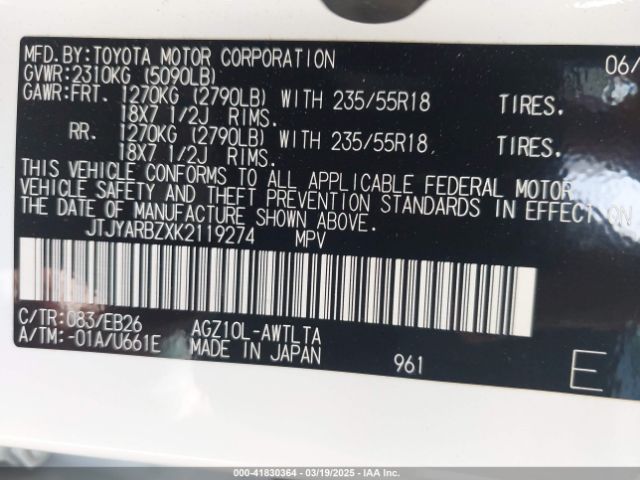 MFD.BY:TOYOTA MOTOR CORPORATION 06/
GVWR:2310KG (5090LB)
GAWR:FRT. 1270KG (2790LB) WITH 235/55R18 TIRES.
18X7 1/2J RIMS.
RR. 1270KG (2790LB) WITH 235/55R18, TIRES.
18X7 1/2J RIMS.
THIS VEHICLE CONFORMS TO ALL APPLICABLE FEDERAL MOTOR
VEHICLE SAFETY AND THEFT PREVENTION STANDARDS IN EFFECT ON
THE DATE OF MANUFACTURE SHOWN ABOVE.
JTJYARBZXK2119274 MPV
C/TR:083/EB26 AGZ10L-AWTLTA
A/TM:-01A/U661E MADE IN JAPAN 961 E
000-41830364 - 03/19/2025 - IAA Inc.